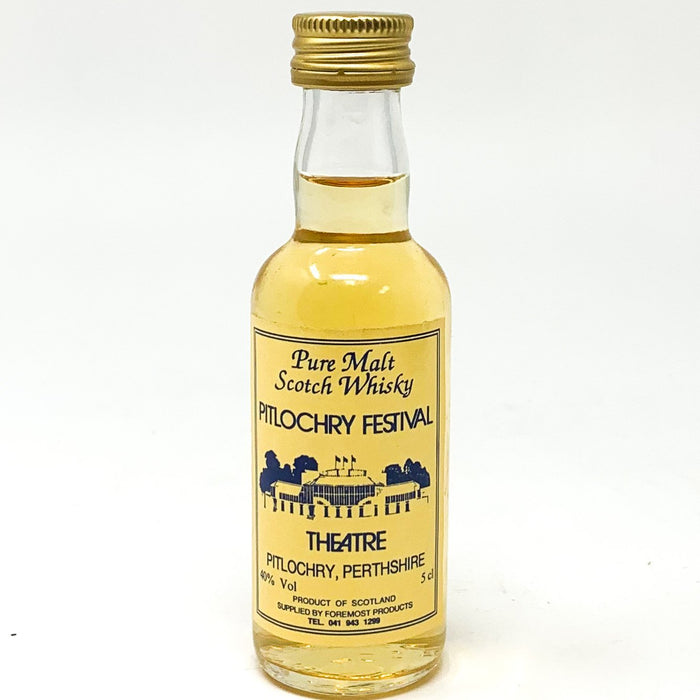 Pure Malt
Scotch Whisky
PITLOCHRY FESTIVAL
THEATRE
PITLOCHRY, PERTHSHIRE
40% Vol 5 cl
PRODUCT OF SCOTLAND
SUPPLIED BY FOREMOST PRODUCTS
TEL. 041 943 1299